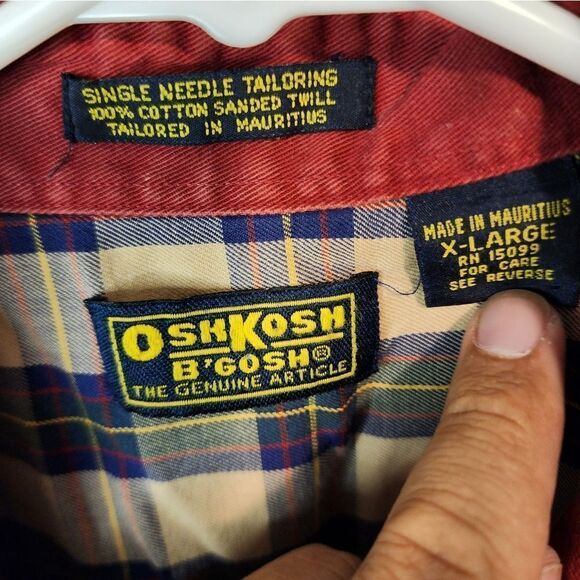 SINGLE NEEDLE TAILORING
100% COTTON SANDED TWILL
TAILORED IN MAURITIUS
MADE IN MAURITIUS
X-LARGE
RN 15099
FOR CARE
SEE REVERSE
OSHKOSH
B'GOSH®
THE GENUINE ARTICLE